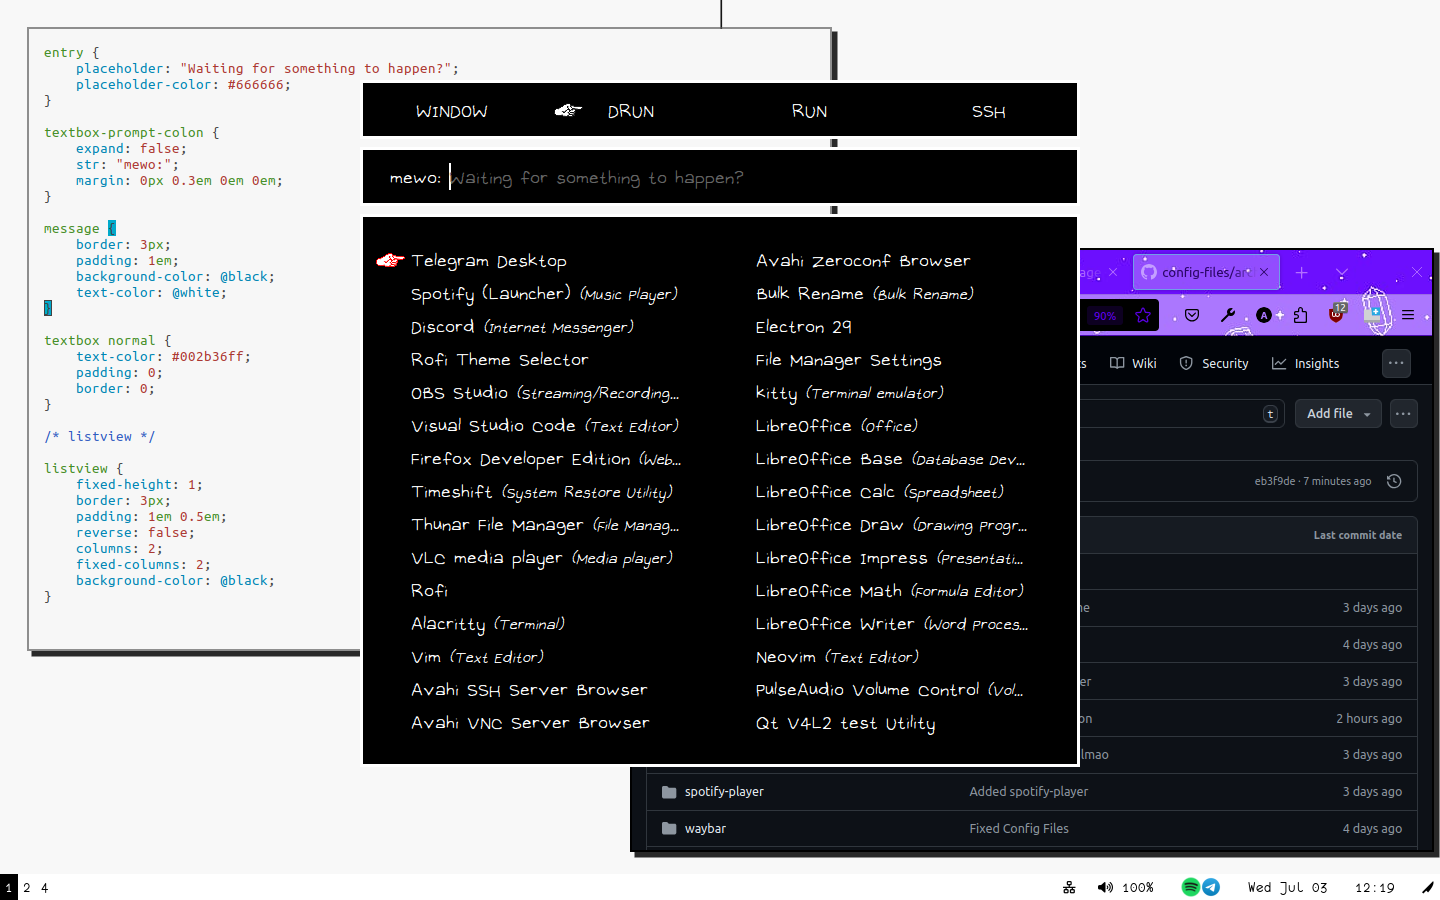 entry {
placeholder: "Waiting for something to happen?";
placeholder-color: #666666;
}
textbox-prompt-colon {
expand: false;
str: "mewo:";
margin: 0px 0.3em 0em 0em;
}
message {
border: 3px;
padding: 1em;
background-color: @black;
text-color: @white;
}
textbox normal {
text-color: #002b36ff;
padding: 0;
border: 0;
}
/* listview */
listview {
fixed-height: 1;
border: 3px;
padding: 1em 0.5em;
reverse: false;
columns: 2;
fixed-columns: 2;
background-color: @black;
}
WINDOW DRUN RUN SSH
mewo: Waiting for something to happen?
Telegram Desktop
Spotify (Launcher) (Music Player)
Discord (Internet Messenger)
Rofi Theme Selector
OBS Studio (Streaming/Recording...
Visual Studio Code (Text Editor)
Firefox Developer Edition (Web...
Timeshift (System Restore Utility)
Thunar File Manager (File Manag...
VLC media player (Media player)
Rofi
Alacritty (Terminal)
Vim (Text Editor)
Avahi SSH Server Browser
Avahi VNC Server Browser
Avahi Zeroconf Browser
Bulk Rename (Bulk Rename)
Electron 29
File Manager Settings
kitty (Terminal emulator)
LibreOffice (Office)
LibreOffice Base (Database Dev...
LibreOffice Calc (Spreadsheet)
LibreOffice Draw (Drawing Progr...
LibreOffice Impress (Presentati...
LibreOffice Math (Formula Editor)
LibreOffice Writer (Word Proces...
Neovim (Text Editor)
PulseAudio Volume Control (Vol...
Qt V4L2 test Utility
age config-files/ar
90% A 12
ts Wiki Security Insights
t Add file
eb3f9de · 7 minutes ago
Last commit date
ne 3 days ago
4 days ago
er 3 days ago
on 2 hours ago
lmao 3 days ago
spotify-player Added spotify-player 3 days ago
waybar Fixed Config Files 4 days ago
1 2 4 100% Wed Jul 03 12:19